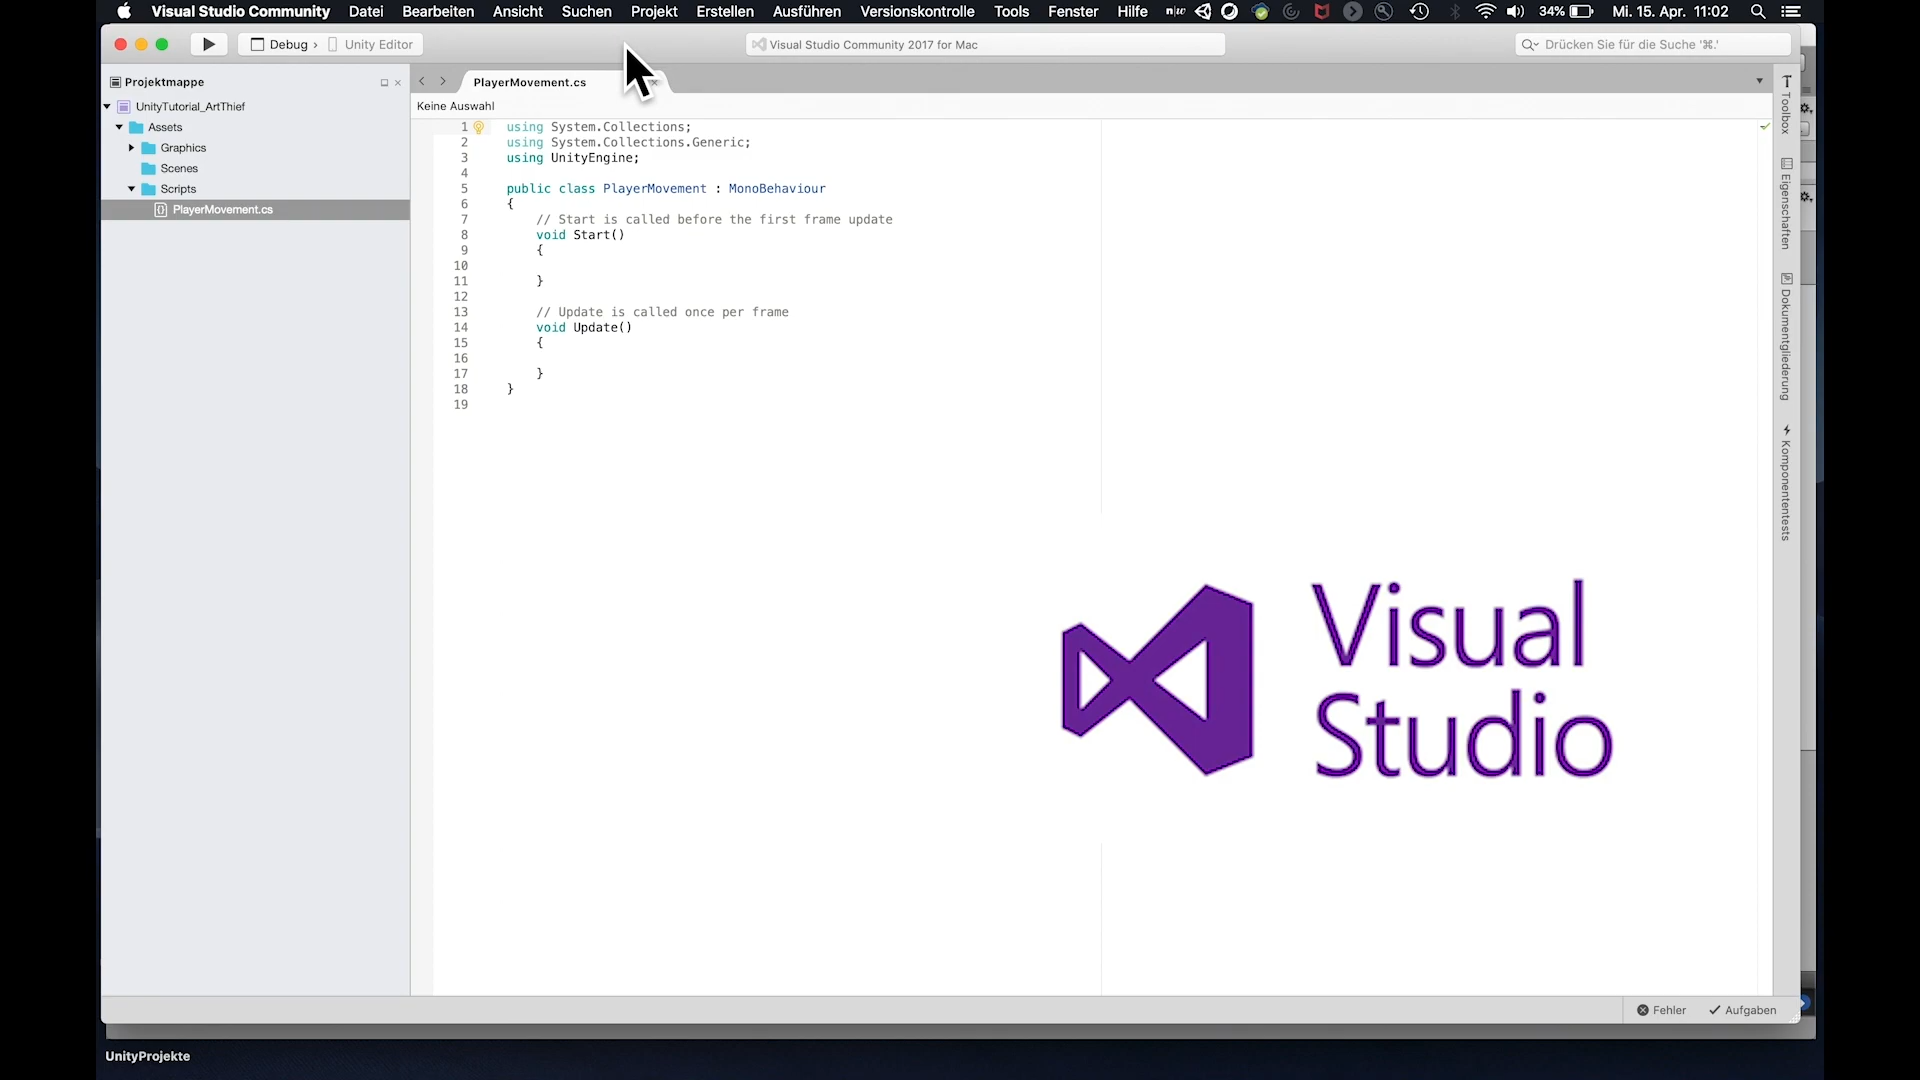 Visual Studio Community Datei Bearbeiten Ansicht Suchen Projekt Erstellen Ausführen Versionskontrolle Tools Fenster Hilfe n|w 34% Mi. 15. Apr. 11:02
Debug › Unity Editor
Visual Studio Community 2017 for Mac
Drücken Sie für die Suche '⌘.'
Projektmappe
UnityTutorial_ArtThief
Assets
Graphics
Scenes
Scripts
PlayerMovement.cs
PlayerMovement.cs
Keine Auswahl
1 using System.Collections;
2 using System.Collections.Generic;
3 using UnityEngine;
4
5 public class PlayerMovement : MonoBehaviour
6 {
7 // Start is called before the first frame update
8 void Start()
9 {
10
11 }
12
13 // Update is called once per frame
14 void Update()
15 {
16
17 }
18 }
19
Toolbox
Eigenschaften
Dokumentgliederung
Komponententests
Visual
Studio
Fehler Aufgaben
UnityProjekte